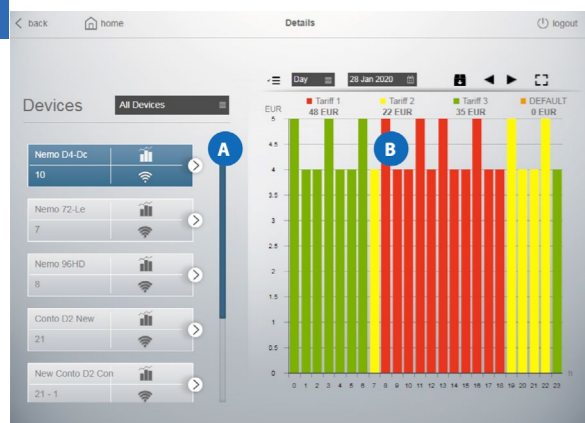 back home Details logout
Day 28 Jan 2020
Devices All Devices
EUR Tariff 1 Tariff 2 Tariff 3 DEFAULT
48 EUR 22 EUR 35 EUR 0 EUR
A
B
Nemo D4-Dc
10
Nemo 72-Le
7
Nemo 96HD
8
Conto D2 New
21
New Conto D2 Con
21 - 1
5
4.5
4
3.5
3
2.5
2
1.5
1
0.5
0
h
0 1 2 3 4 5 6 7 8 9 10 11 12 13 14 15 16 17 18 19 20 21 22 23